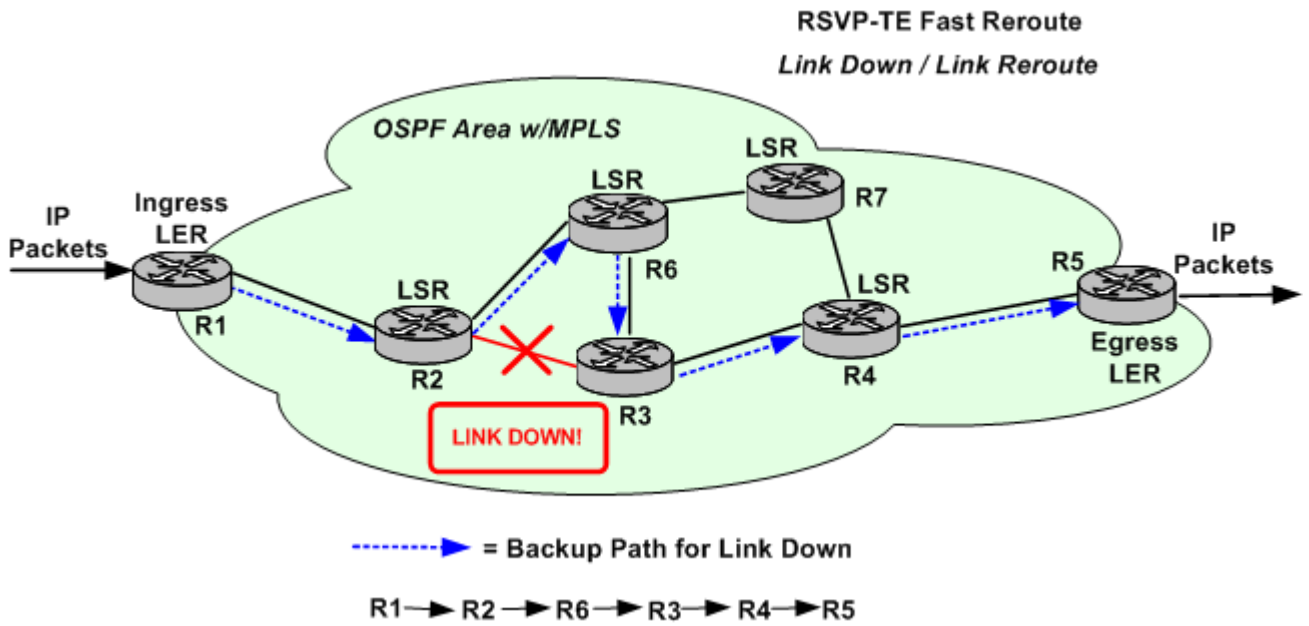 RSVP-TE Fast Reroute
Link Down / Link Reroute
OSPF Area w/MPLS
LSR
R7
LSR
R6
Ingress
LER
IP
Packets
R1
LSR
R2
R3
LSR
R4
R5
IP
Packets
Egress
LER
LINK DOWN!
= Backup Path for Link Down
R1 R2 R6 R3 R4 R5